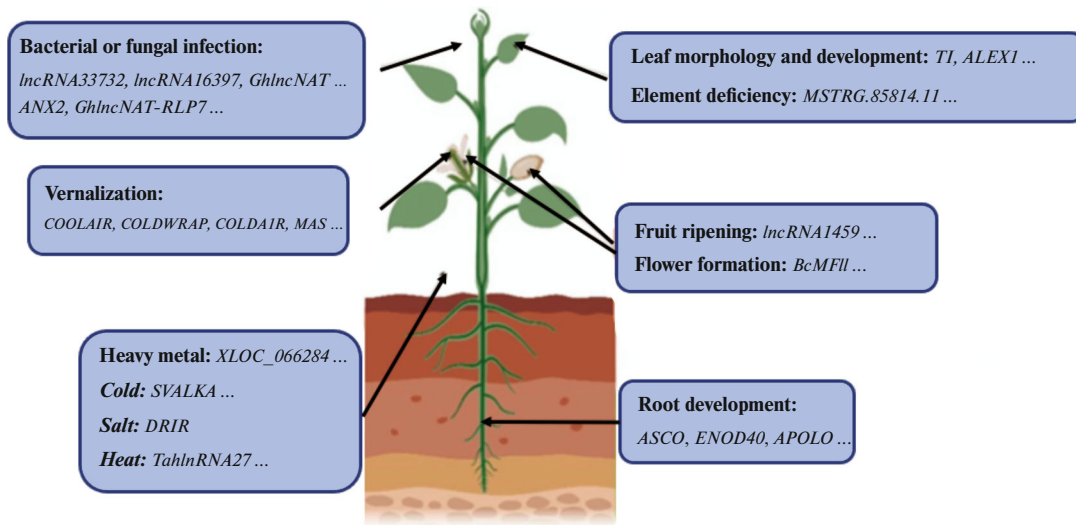 Bacterial or fungal infection:
lncRNA33732, lncRNA16397, GhlncNAT ...
ANX2, GhlncNAT-RLP7 ...
Leaf morphology and development: TI, ALEX1 ...
Element deficiency: MSTRG.85814.11 ...
Vernalization:
COOLAIR, COLDWRAP, COLDA1R, MAS ...
Fruit ripening: lncRNA1459 ...
Flower formation: BcMFll ...
Heavy metal: XLOC_066284 ...
Cold: SVALKA ...
Salt: DRIR
Heat: TahlnRNA27 ...
Root development:
ASCO, ENOD40, APOLO ...